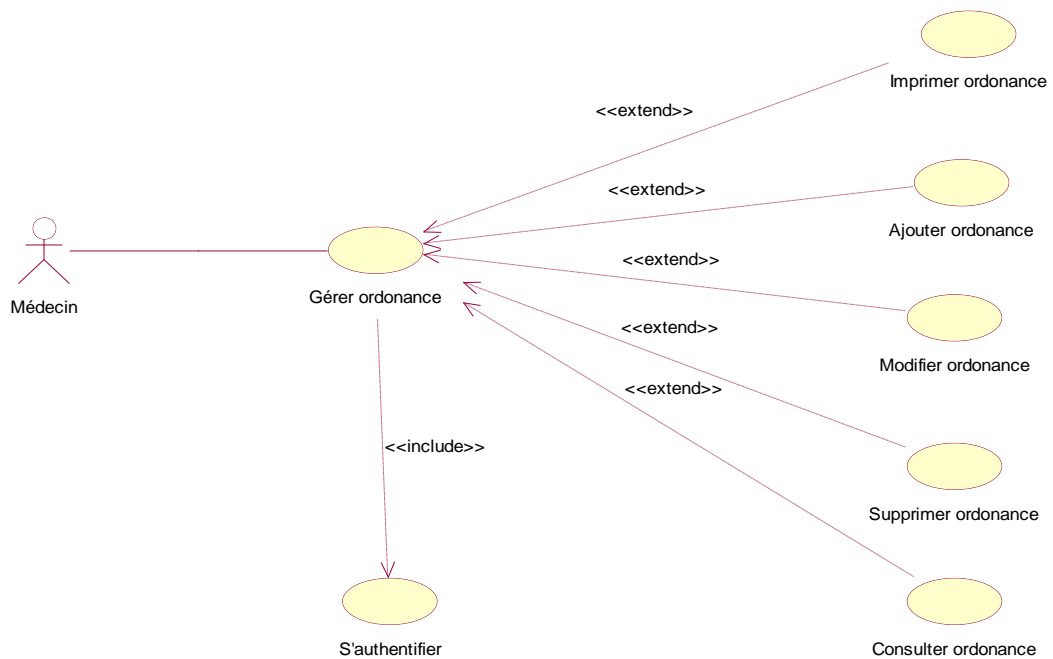 Imprimer ordonance
<<extend>>
<<extend>>
Ajouter ordonance
<<extend>>
Médecin
Gérer ordonance
<<extend>>
Modifier ordonance
<<extend>>
<<include>>
Supprimer ordonance
S'authentifier
Consulter ordonance